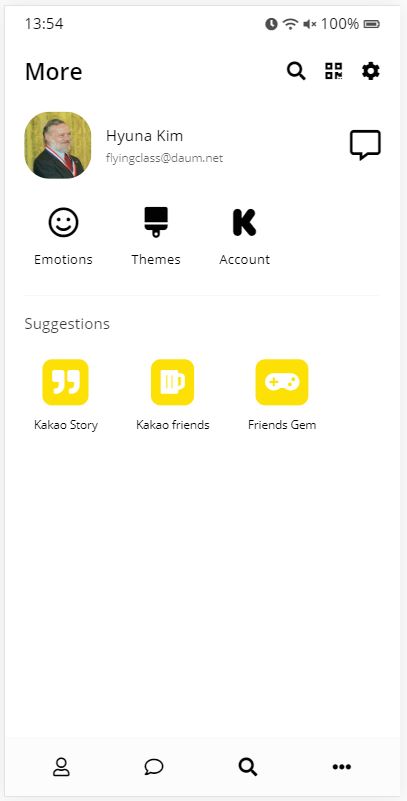 13:54
100%
More
Hyuna Kim
flyingclass@daum.net
Emotions Themes Account
Suggestions
Kakao Story Kakao friends Friends Gem